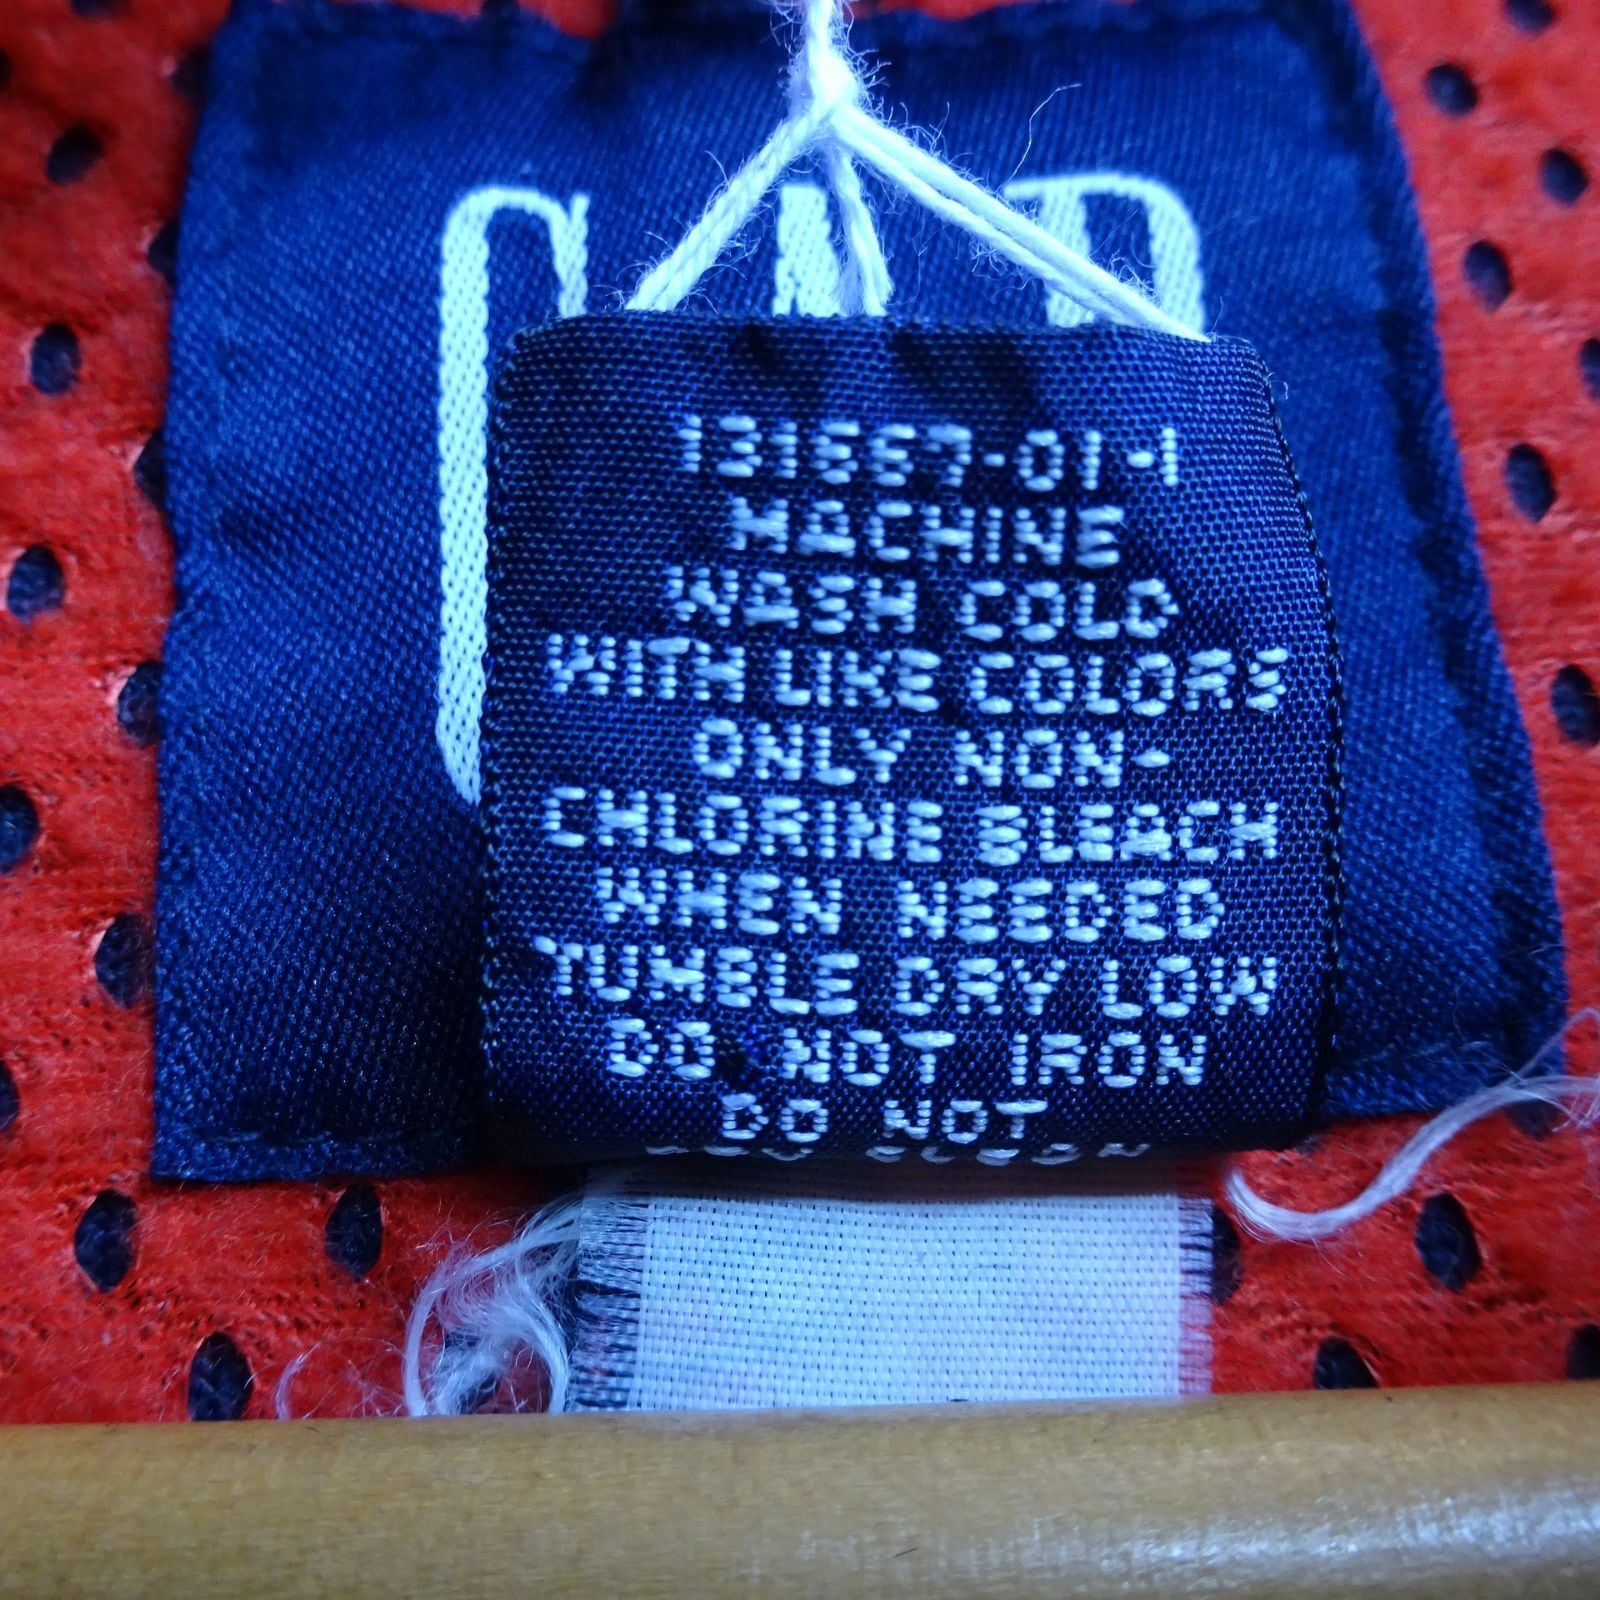 GAP
131667-01-1
MACHINE
WASH COLD
WITH LIKE COLORS
ONLY NON-
CHLORINE BLEACH
WHEN NEEDED
TUMBLE DRY LOW
DO NOT IRON
DO NOT